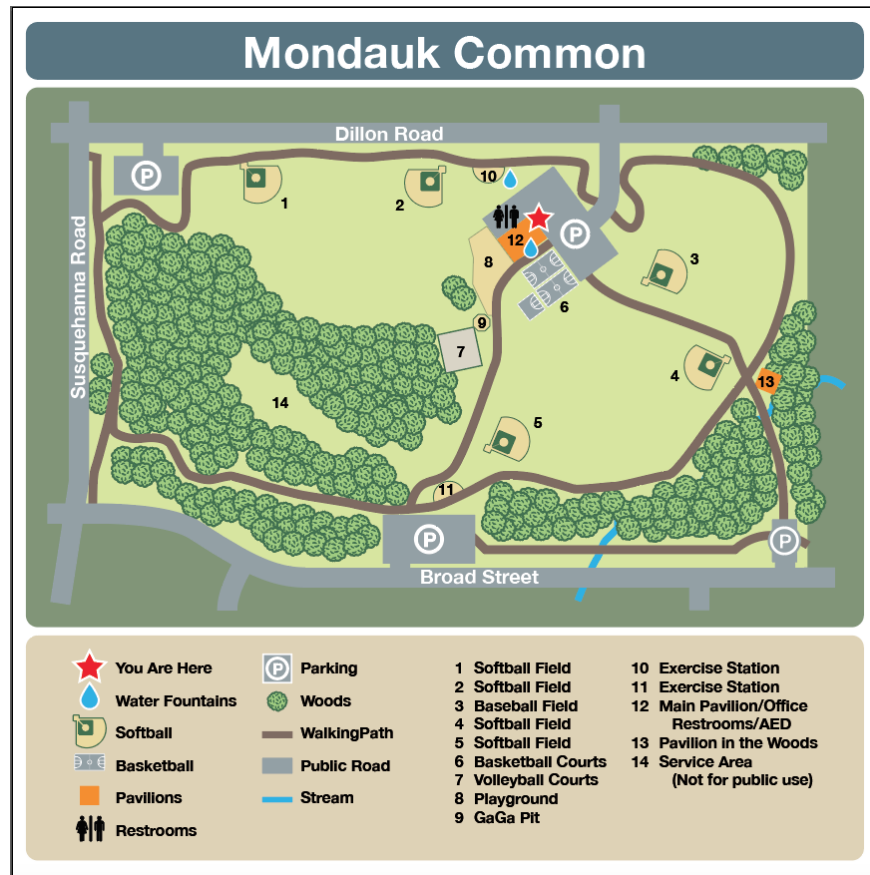 Mondauk Common
Dillon Road
P
10
1
2
12
P
8
3
6
9
7
Susquehanna Road
4
13
14
5
11
P
P
Broad Street
You Are Here
Water Fountains
Softball
Basketball
Pavilions
Restrooms
P Parking
Woods
WalkingPath
Public Road
Stream
1 Softball Field
2 Softball Field
3 Baseball Field
4 Softball Field
5 Softball Field
6 Basketball Courts
7 Volleyball Courts
8 Playground
9 GaGa Pit
10 Exercise Station
11 Exercise Station
12 Main Pavilion/Office
Restrooms/AED
13 Pavilion in the Woods
14 Service Area
(Not for public use)